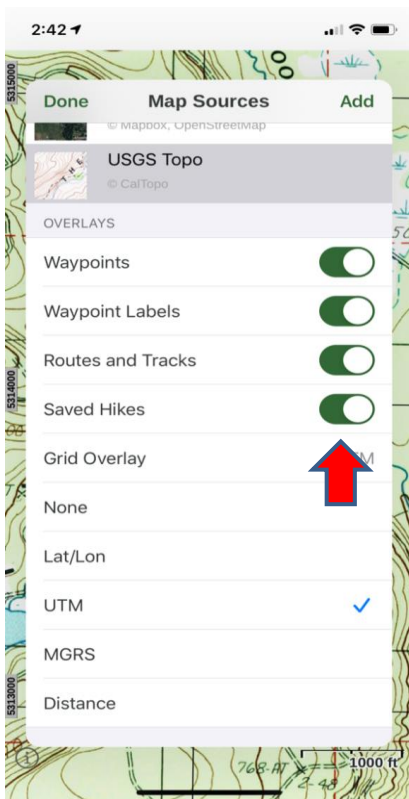 2:42
Done Map Sources Add
© Mapbox, OpenStreetMap
USGS Topo
© CalTopo
OVERLAYS
Waypoints
Waypoint Labels
Routes and Tracks
Saved Hikes
Grid Overlay
None
Lat/Lon
UTM
MGRS
Distance
5315000
5314000
5313000
1000 ft